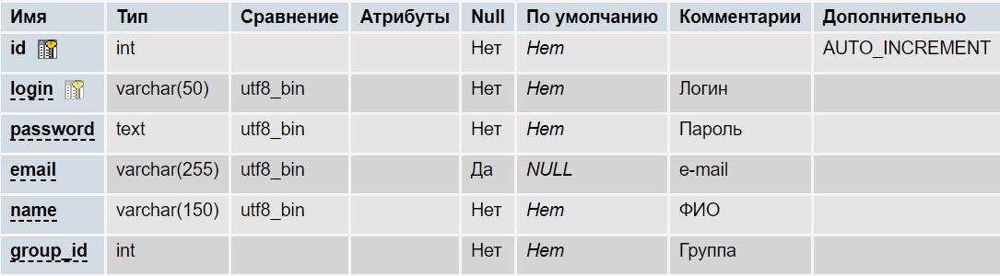 Имя Тип Сравнение Атрибуты Null По умолчанию Комментарии Дополнительно
id int Нет Нет AUTO_INCREMENT
login varchar(50) utf8_bin Нет Нет Логин
password text utf8_bin Нет Нет Пароль
email varchar(255) utf8_bin Да NULL e-mail
name varchar(150) utf8_bin Нет Нет ФИО
group_id int Нет Нет Группа